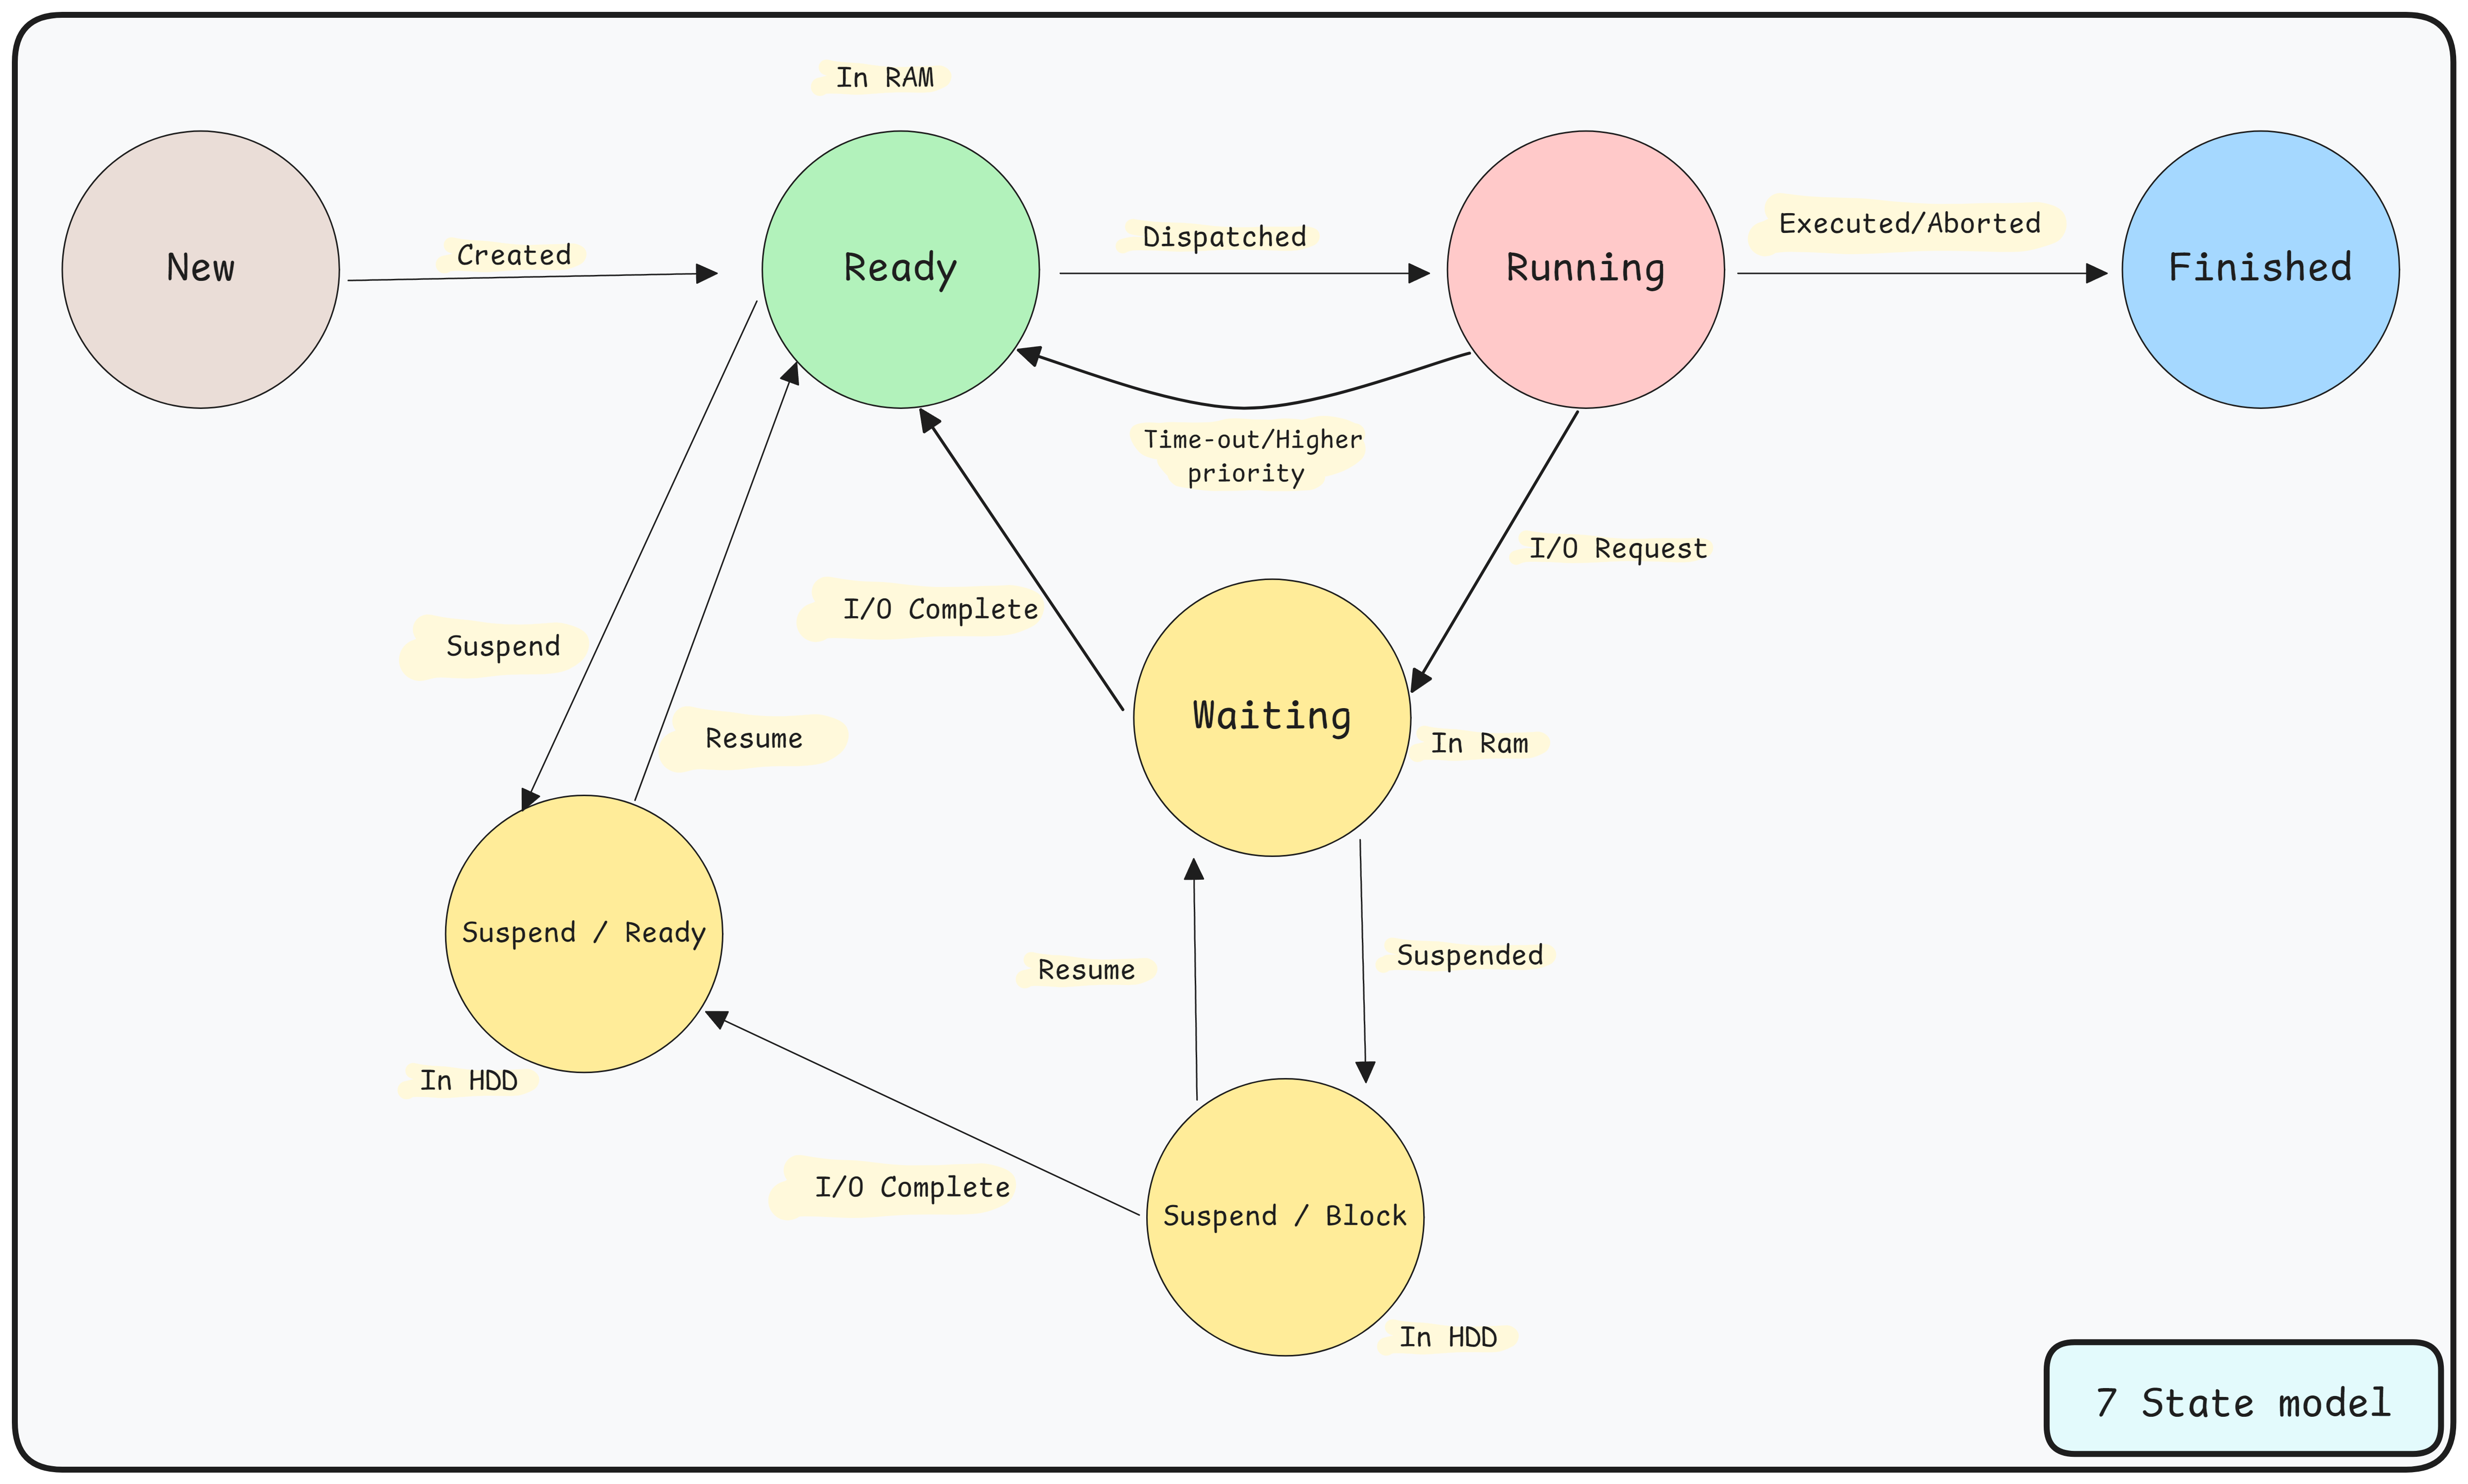 In RAM
New
Created
Ready
Dispatched
Running
Executed/Aborted
Finished
Time-out/Higher
priority
I/O Request
I/O Complete
Suspend
Resume
Waiting
In Ram
Suspend / Ready
In HDD
Resume
Suspended
I/O Complete
Suspend / Block
In HDD
7 State model